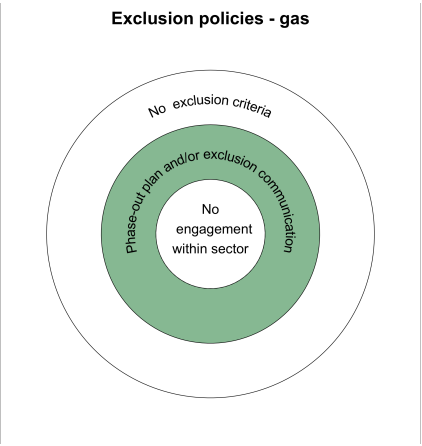 Exclusion policies - gas
No exclusion criteria
Phase-out plan and/or exclusion communication
No
engagement
within sector